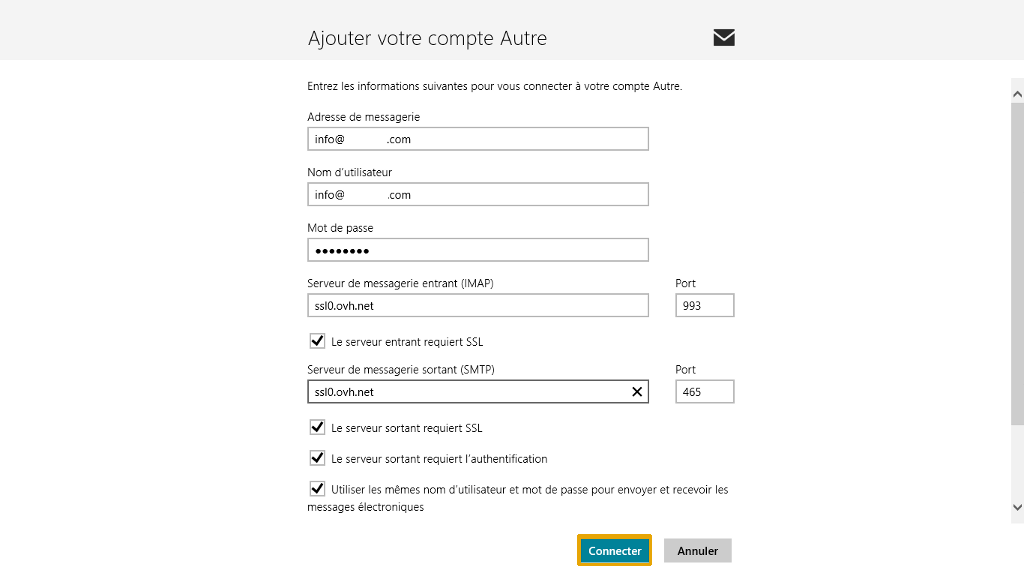 Ajouter votre compte Autre
Entrez les informations suivantes pour vous connecter à votre compte Autre.
Adresse de messagerie
info@ .com
Nom d'utilisateur
info@ .com
Mot de passe
••••••••
Serveur de messagerie entrant (IMAP) Port
ssl0.ovh.net 993
Le serveur entrant requiert SSL
Serveur de messagerie sortant (SMTP) Port
ssl0.ovh.net 465
Le serveur sortant requiert SSL
Le serveur sortant requiert l'authentification
Utiliser les mêmes nom d'utilisateur et mot de passe pour envoyer et recevoir les
messages électroniques
Connecter Annuler